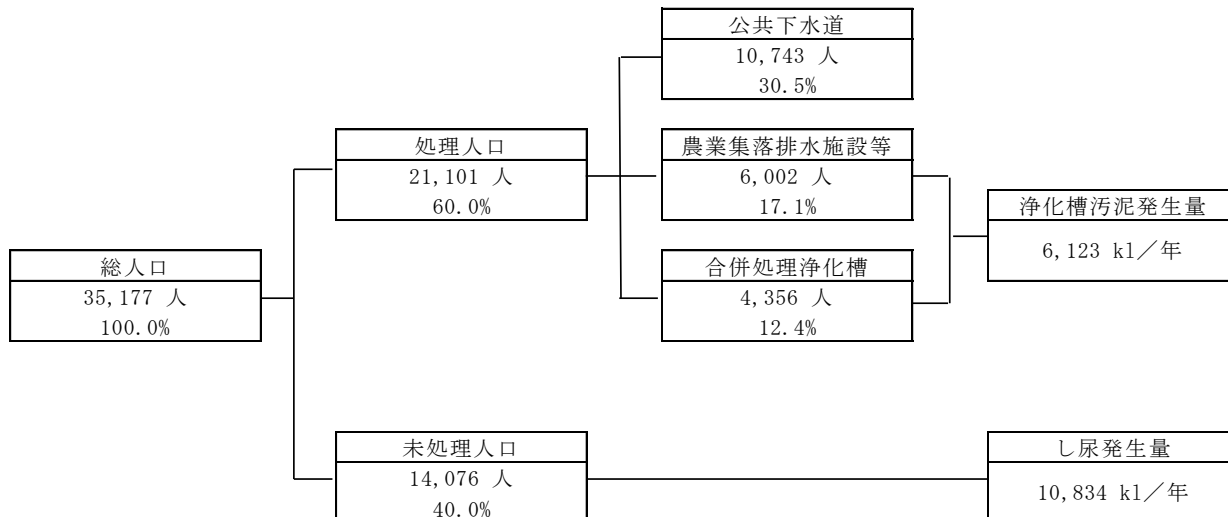 公共下水道
10,743 人
30.5%
処理人口
21,101 人
60.0%
農業集落排水施設等
6,002 人
17.1%
浄化槽汚泥発生量
6,123 kl／年
総人口
35,177 人
100.0%
合併処理浄化槽
4,356 人
12.4%
未処理人口
14,076 人
40.0%
し尿発生量
10,834 kl／年